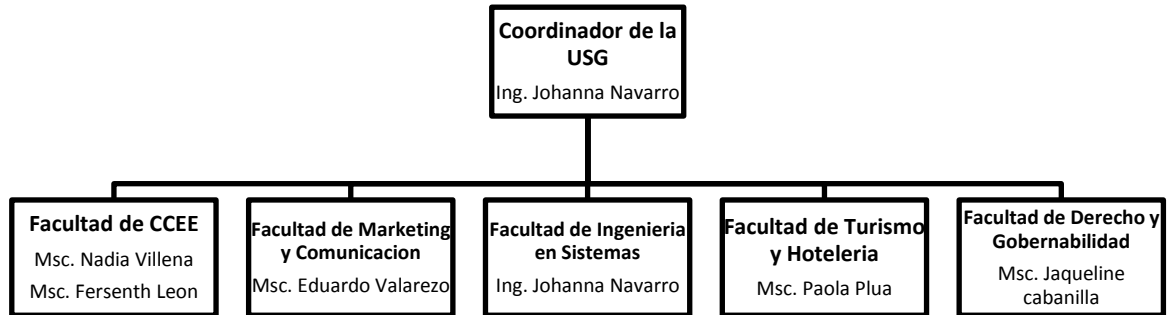 Coordinador de la
USG
Ing. Johanna Navarro
Facultad de CCEE
Msc. Nadia Villena
Msc. Fersenth Leon
Facultad de Marketing
y Comunicacion
Msc. Eduardo Valarezo
Facultad de Ingenieria
en Sistemas
Ing. Johanna Navarro
Facultad de Turismo
y Hoteleria
Msc. Paola Plua
Facultad de Derecho y
Gobernabilidad
Msc. Jaqueline
cabanilla